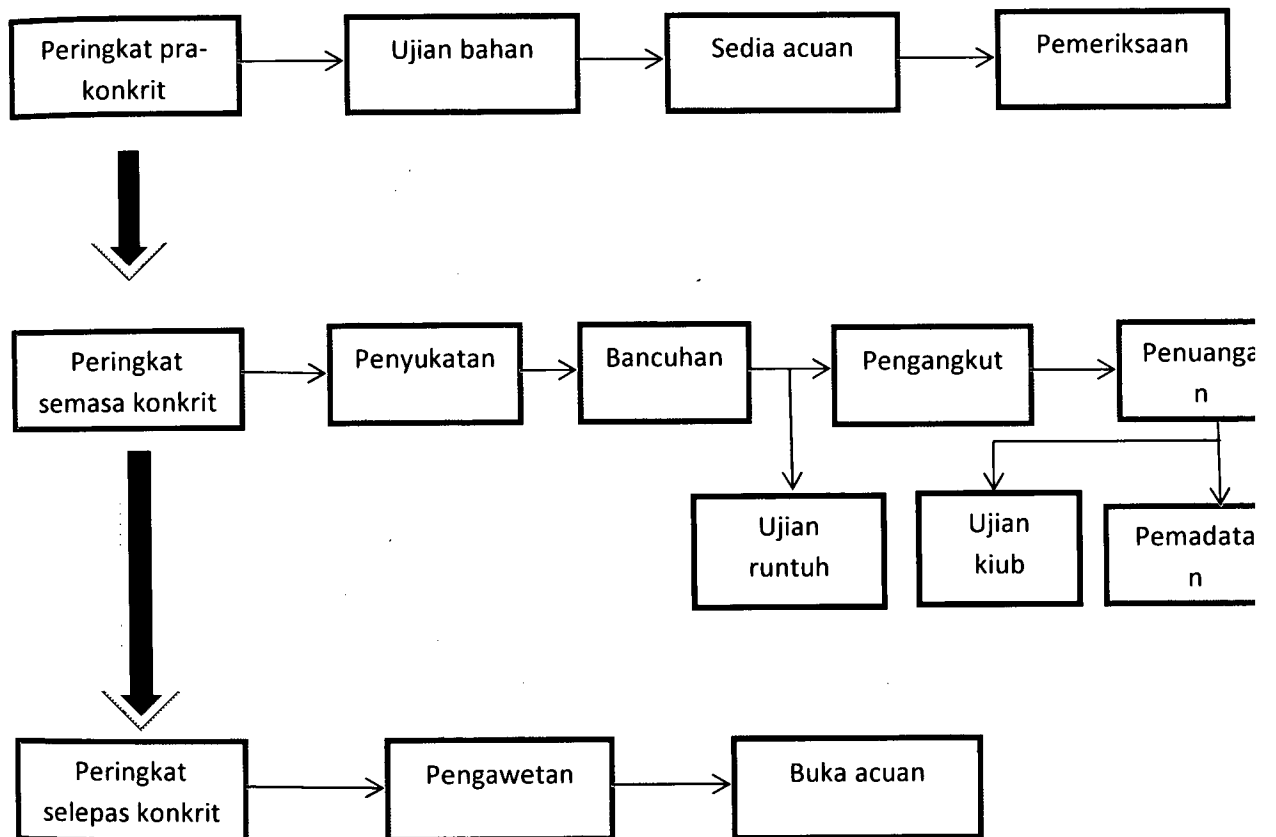 Peringkat pra-
konkrit
Ujian bahan
Sedia acuan
Pemeriksaan
Peringkat
semasa konkrit
Penyukatan
Bancuhan
Pengangkut
Penuanga
n
Ujian
runtuh
Ujian
kiub
Pemadata
n
Peringkat
selepas konkrit
Pengawetan
Buka acuan